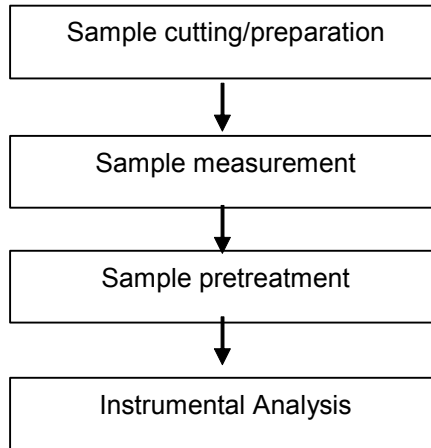 Sample cutting/preparation
Sample measurement
Sample pretreatment
Instrumental Analysis